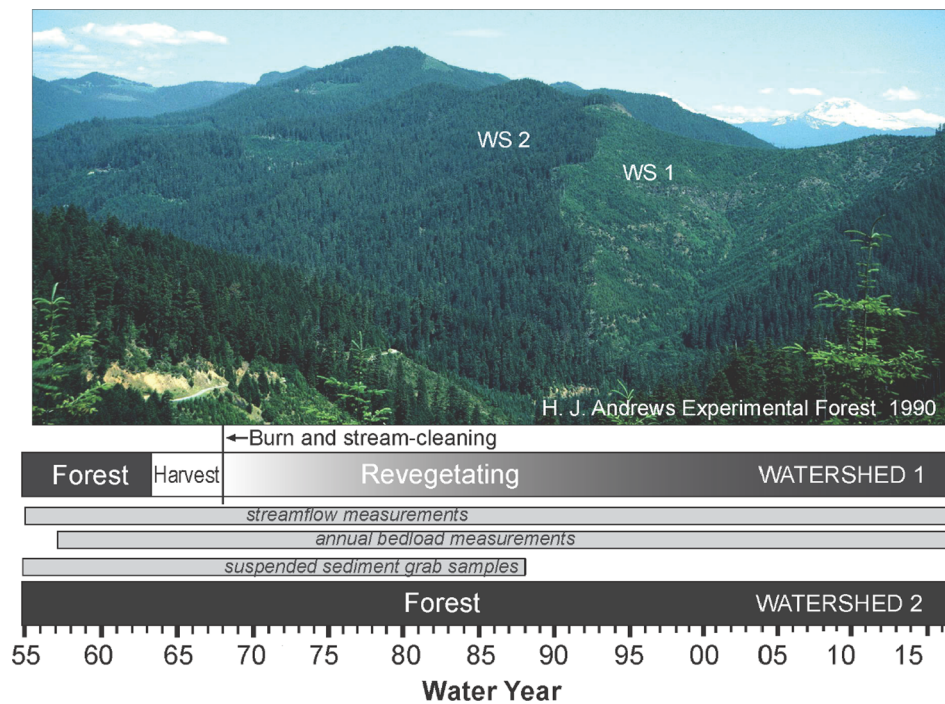 WS 2
WS 1
H. J. Andrews Experimental Forest 1990
←Burn and stream-cleaning
Forest Harvest Revegetating WATERSHED 1
streamflow measurements
annual bedload measurements
suspended sediment grab samples
Forest WATERSHED 2
55 60 65 70 75 80 85 90 95 00 05 10 15
Water Year